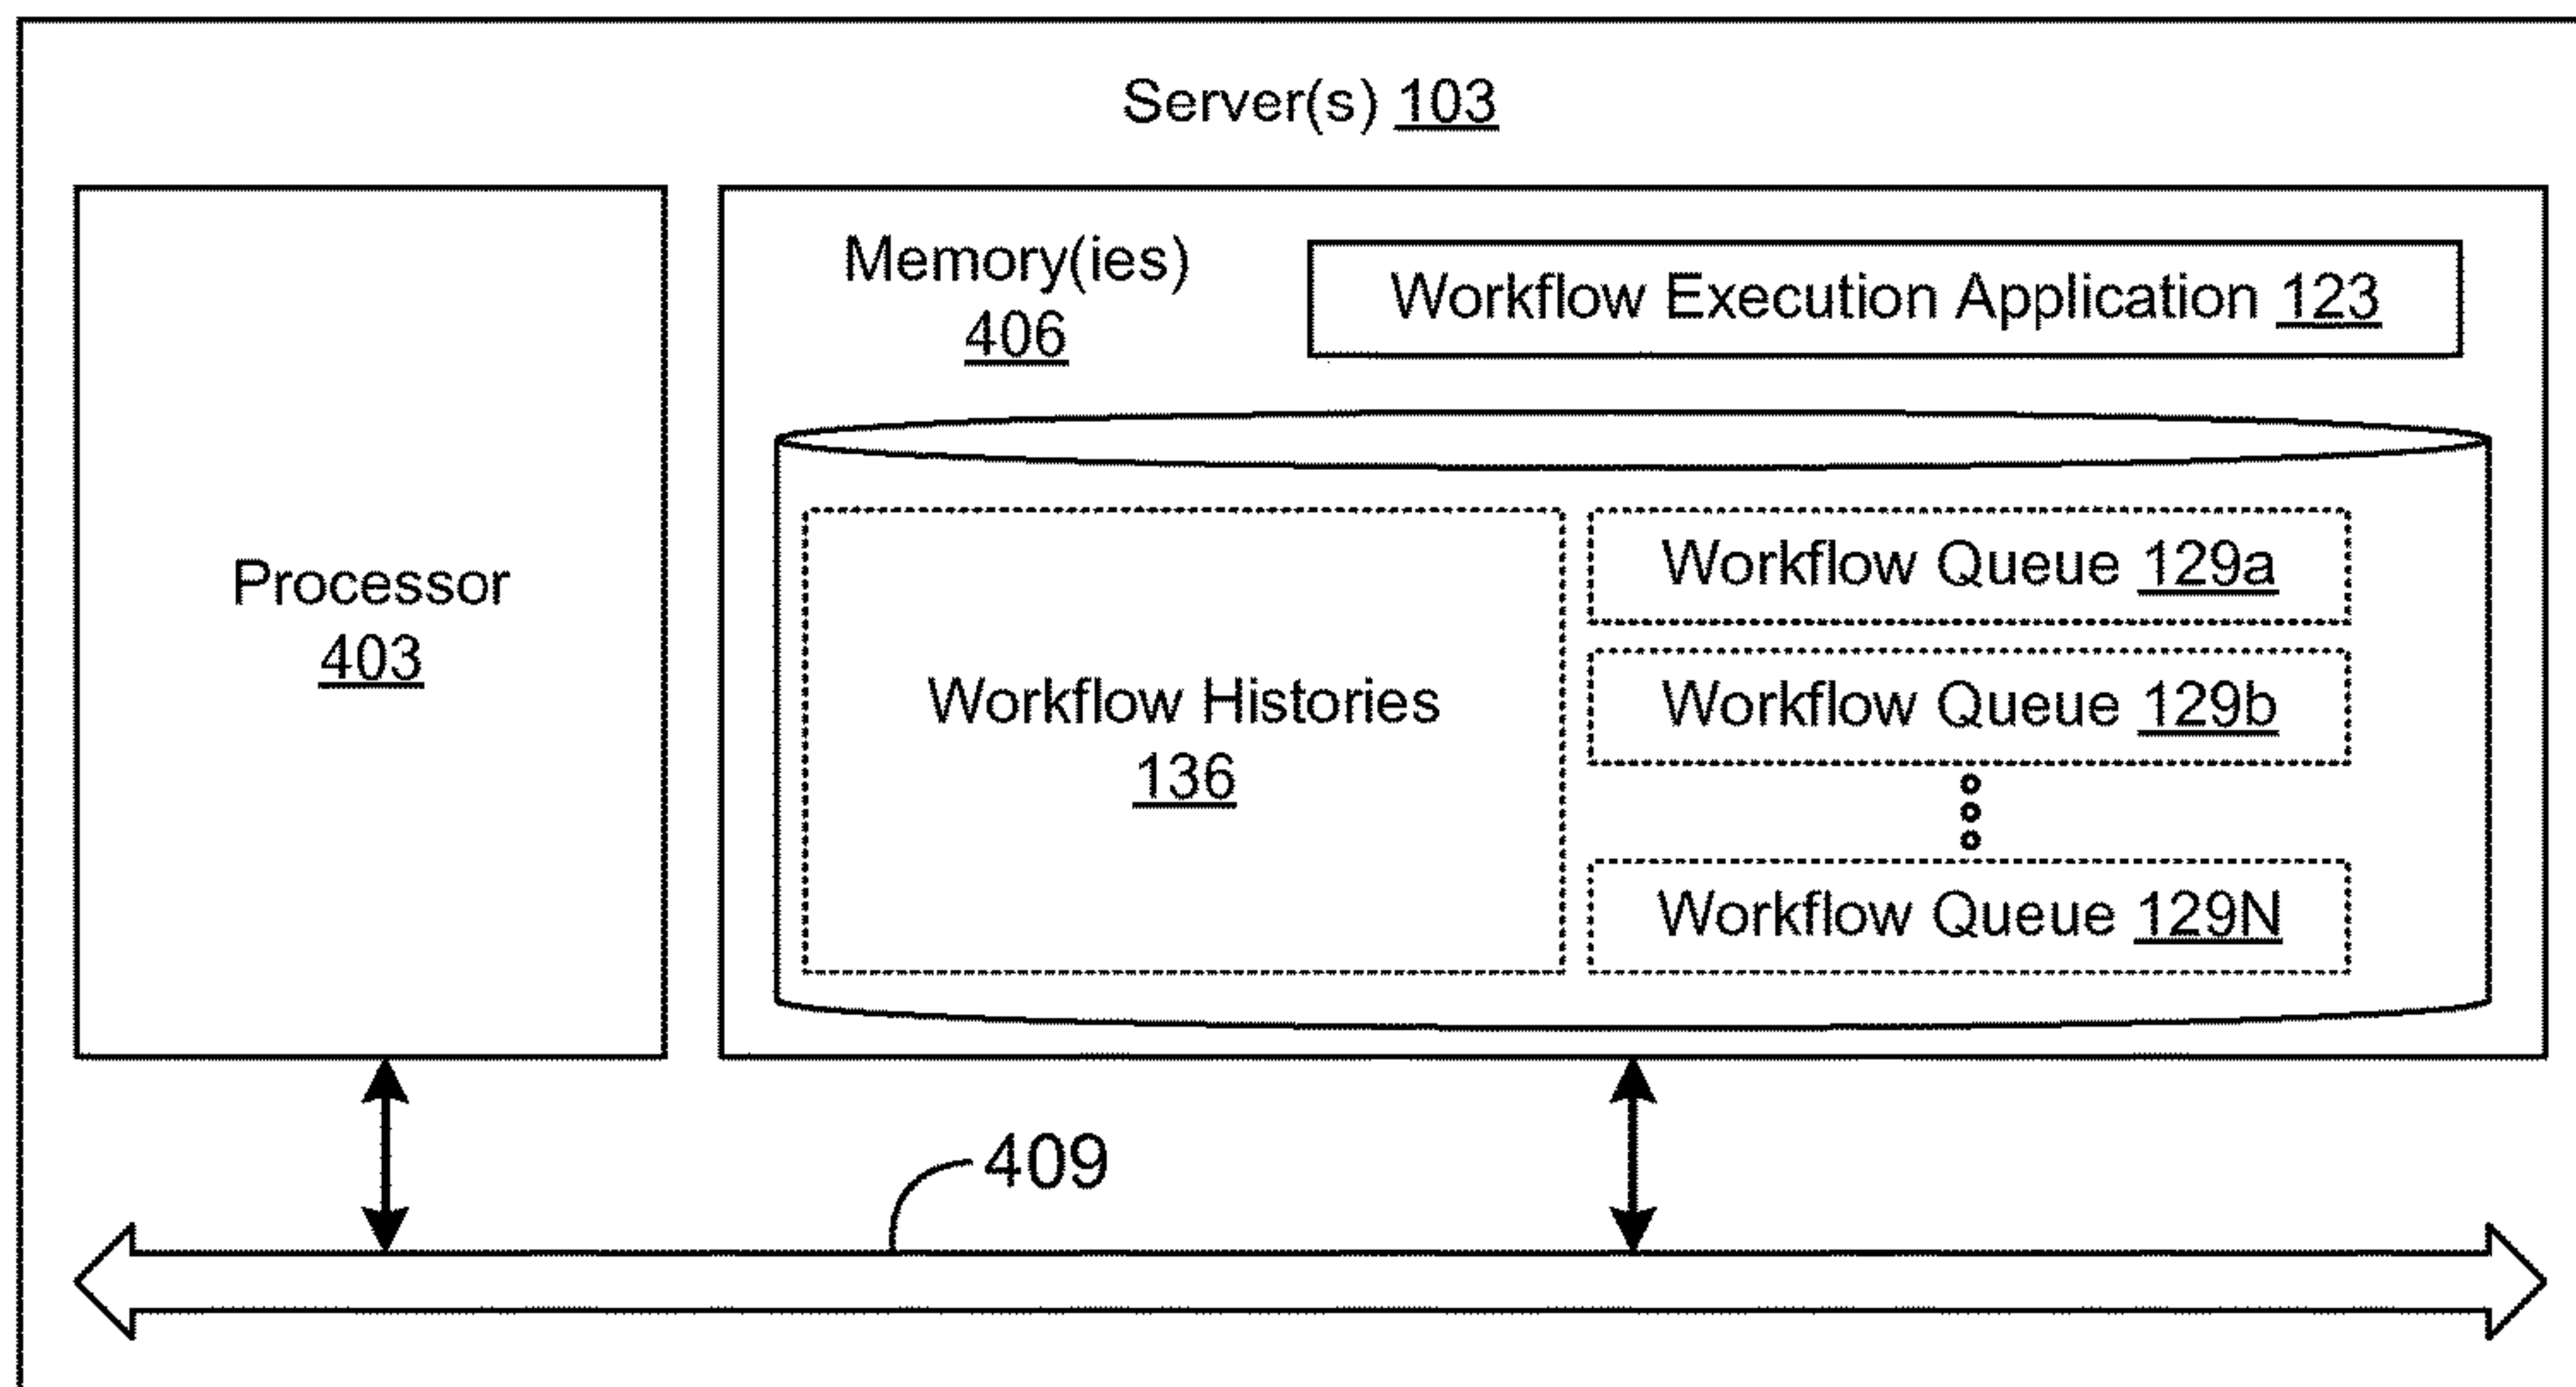 Server(s) 103
Memory(ies)
406
Workflow Execution Application 123
Processor
403
Workflow Histories
136
Workflow Queue 129a
Workflow Queue 129b
Workflow Queue 129N
409